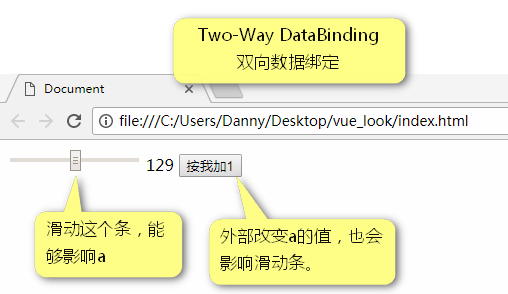 Two-Way DataBinding
双向数据绑定
Document
file:///C:/Users/Danny/Desktop/vue_look/index.html
129 按我加1
滑动这个条，能
够影响a
外部改变a的值，也会
影响滑动条。